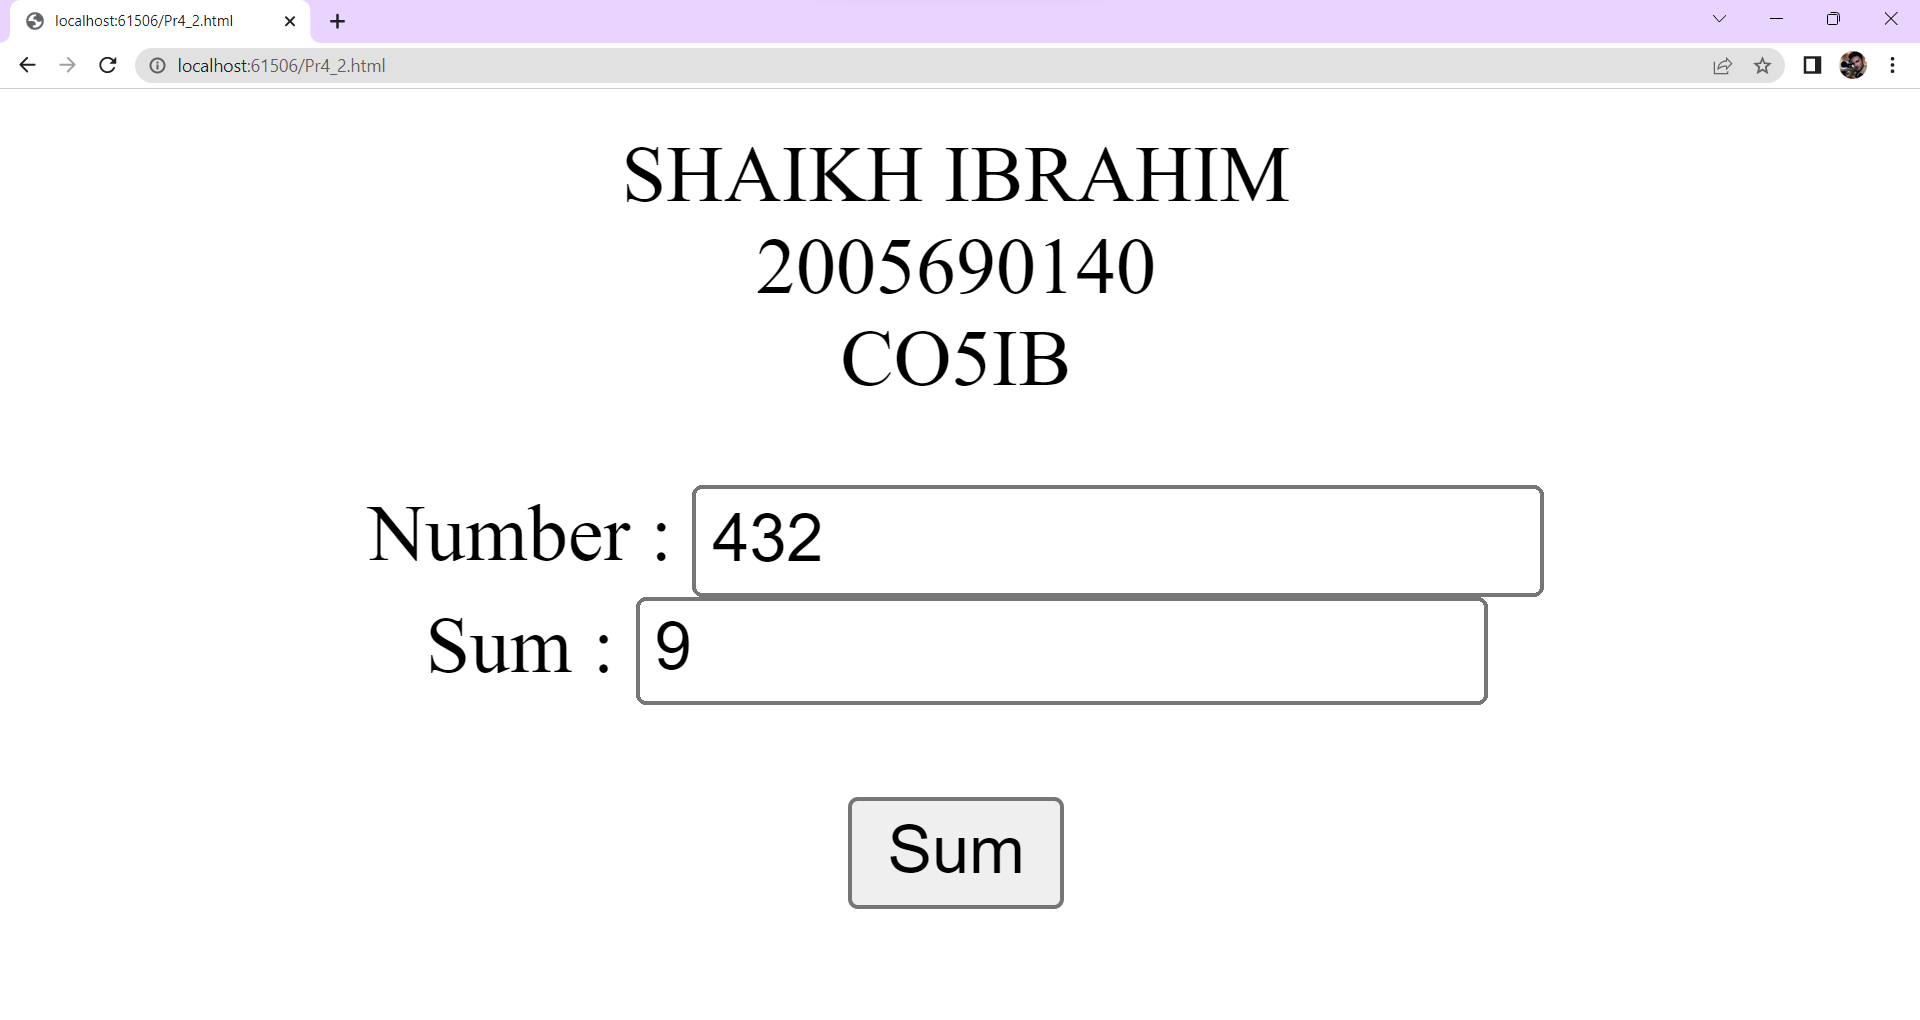 localhost:61506/Pr4_2.html
localhost:61506/Pr4_2.html
SHAIKH IBRAHIM
2005690140
CO5IB
Number : 432
Sum : 9
Sum